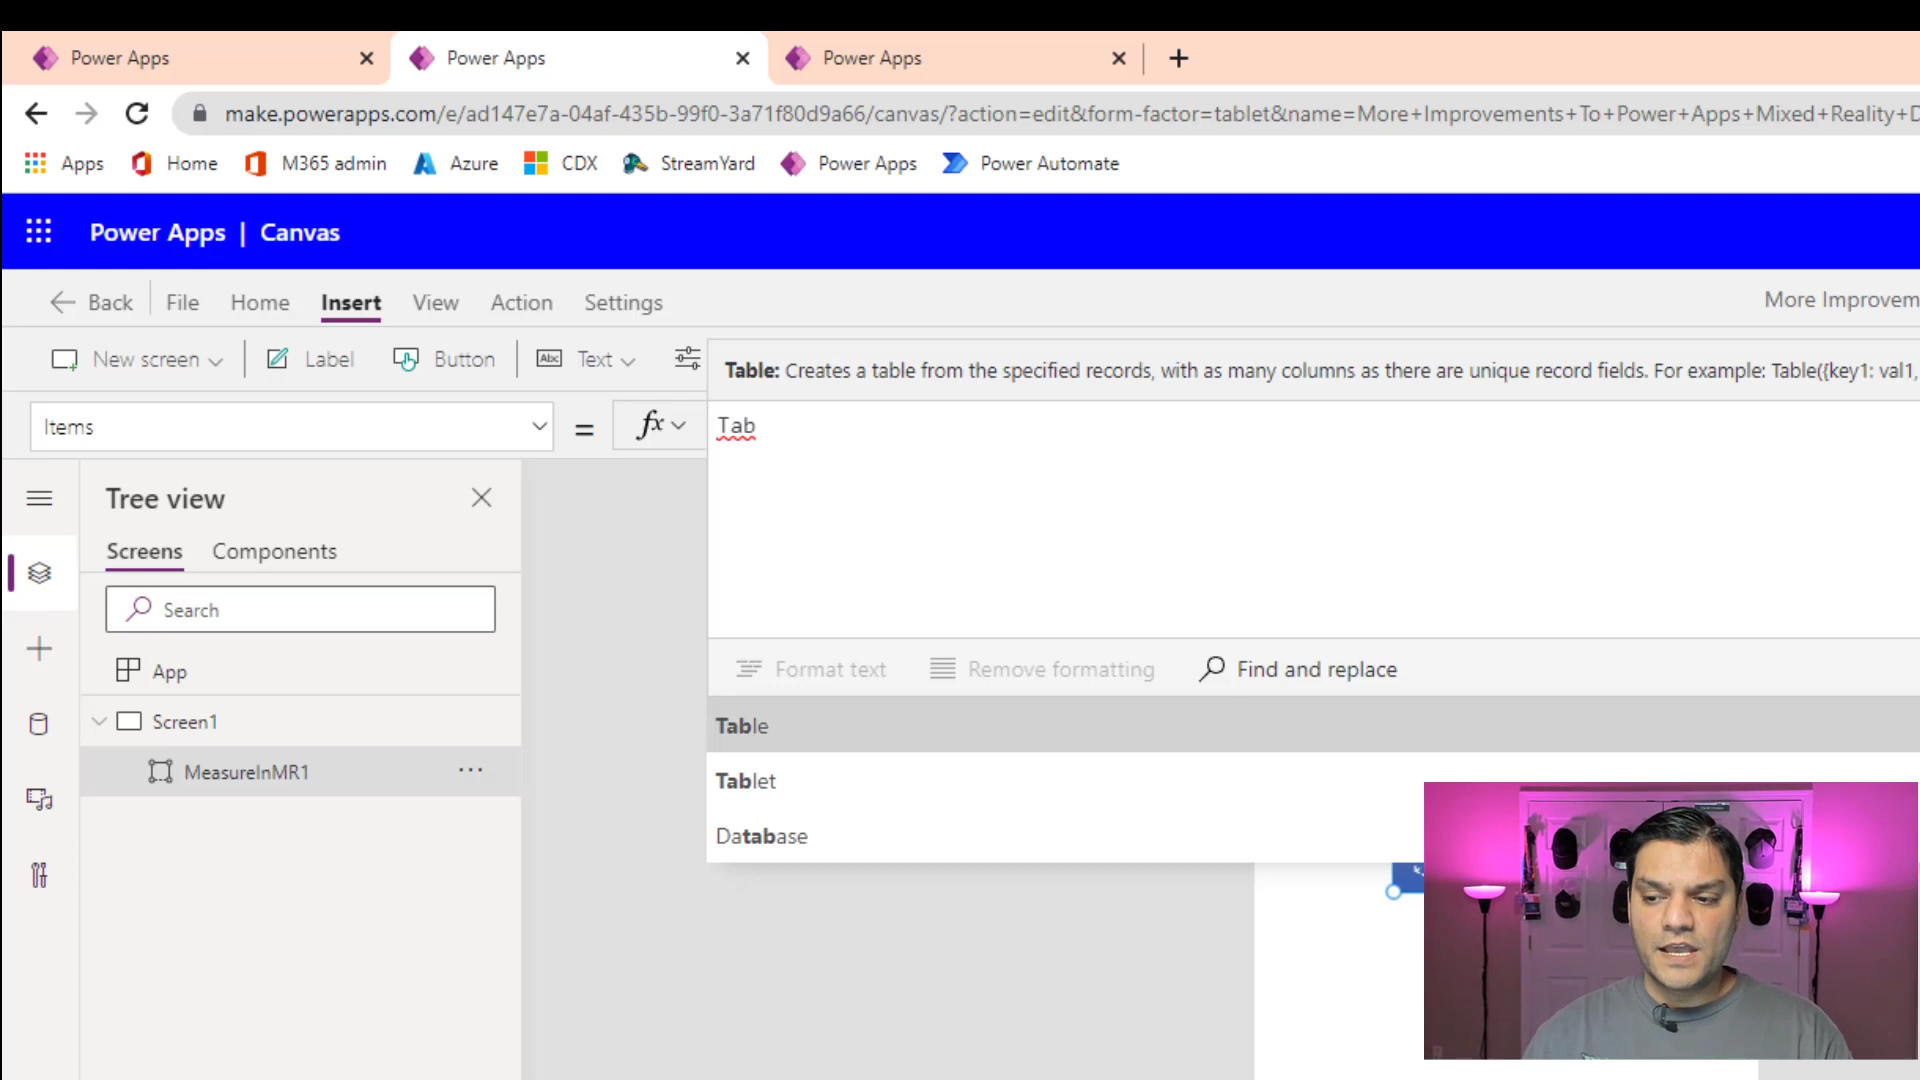 Power Apps
Power Apps
Power Apps
make.powerapps.com/e/ad147e7a-04af-435b-99f0-3a71f80d9a66/canvas/?action=edit&form-factor=tablet&name=More+Improvements+To+Power+Apps+Mixed+Reality+D
Apps Home M365 admin Azure CDX StreamYard Power Apps Power Automate
Power Apps | Canvas
Back File Home Insert View Action Settings More Improvem
New screen Label Button Abc Text
Table: Creates a table from the specified records, with as many columns as there are unique record fields. For example: Table({key1: val1,
Items = fx Tab
Tree view
Screens Components
Search
App
Screen1
MeasureInMR1 ...
Format text Remove formatting Find and replace
Table
Tablet
Database